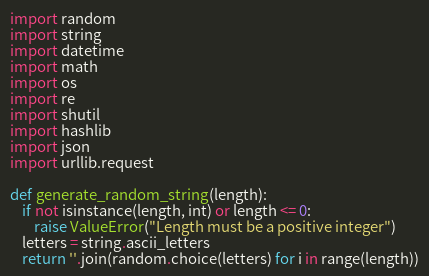 import random
import string
import datetime
import math
import os
import re
import shutil
import hashlib
import json
import urllib.request

def generate_random_string(length):
    if not isinstance(length, int) or length <= 0:
        raise ValueError("Length must be a positive integer")
    letters = string.ascii_letters
    return ''.join(random.choice(letters) for i in range(length))